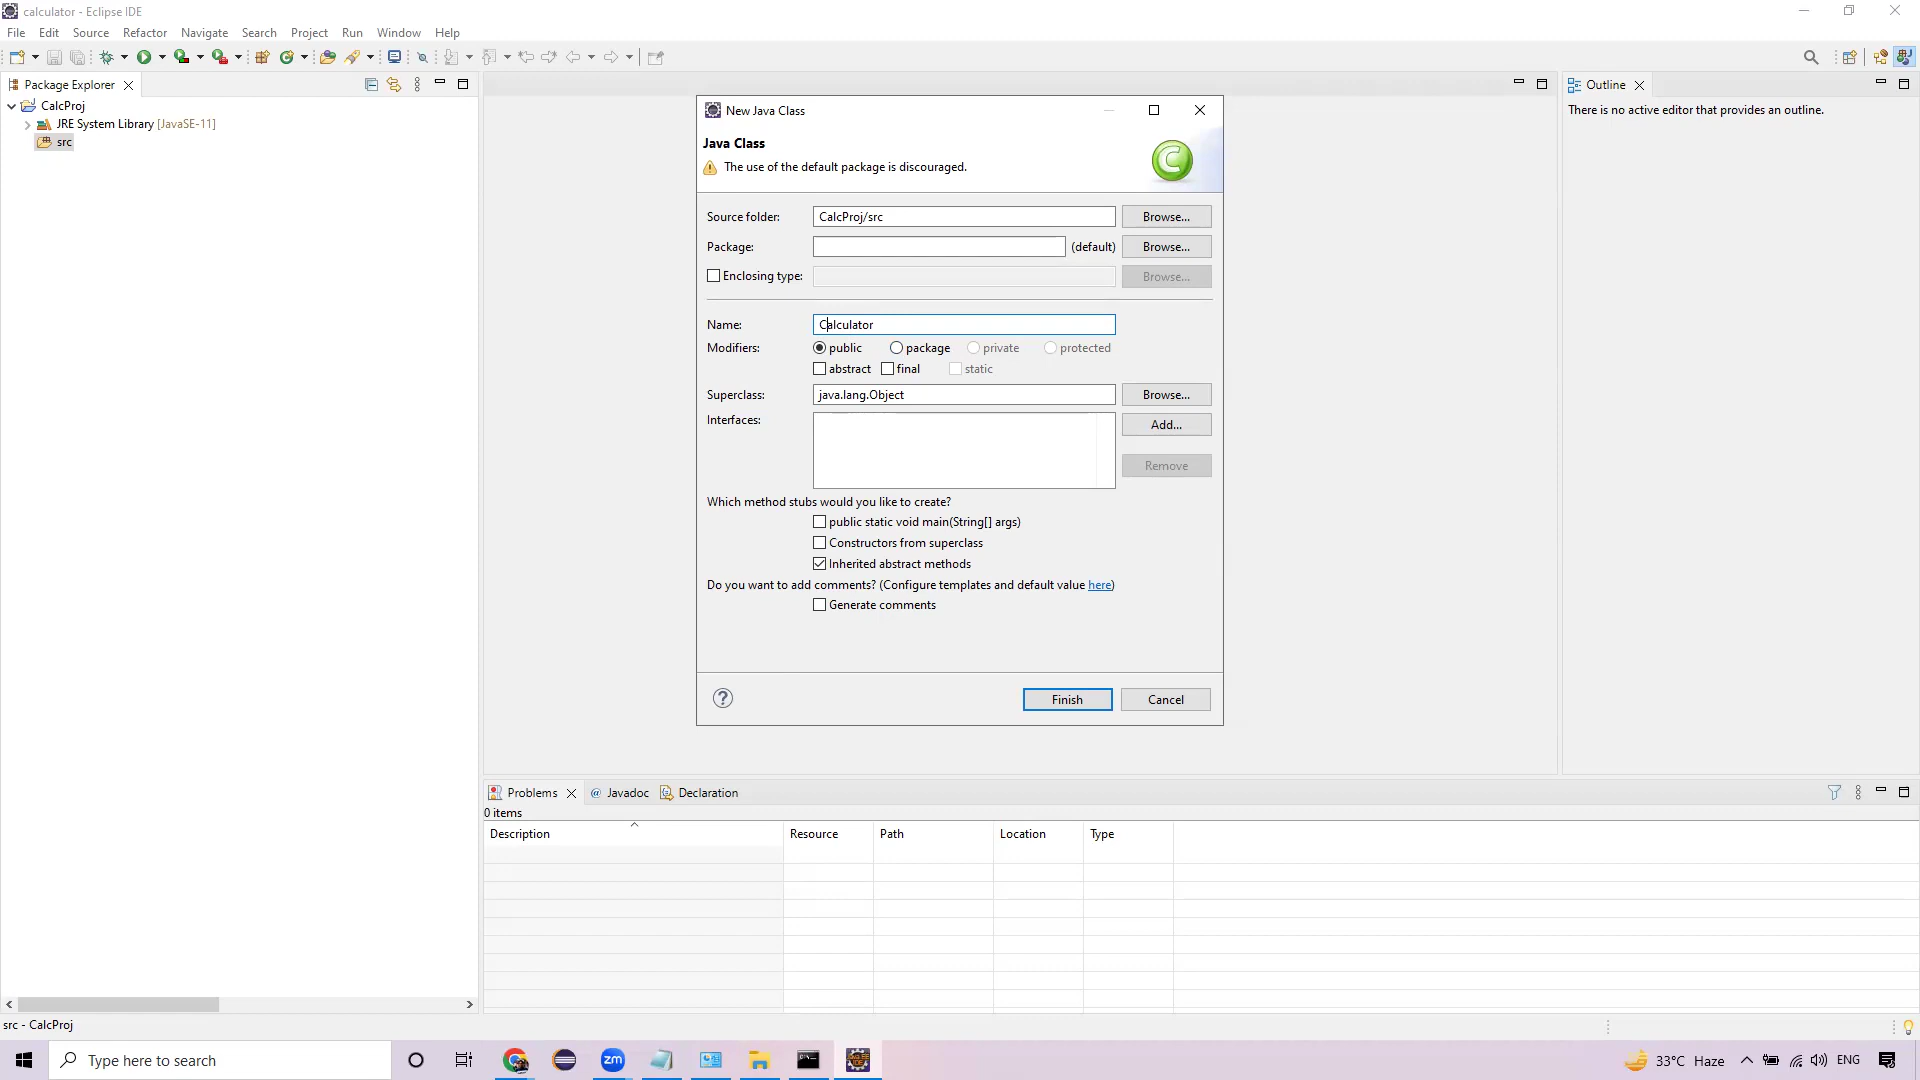 calculator - Eclipse IDE
File Edit Source Refactor Navigate Search Project Run Window Help
Package Explorer
CalcProj
JRE System Library [JavaSE-11]
src
Outline
There is no active editor that provides an outline.
New Java Class
Java Class
The use of the default package is discouraged.
Source folder: CalcProj/src Browse...
Package: (default) Browse...
Enclosing type: Browse...
Name: Calculator
Modifiers: public package private protected
abstract final static
Superclass: java.lang.Object Browse...
Interfaces: Add...
Remove
Which method stubs would you like to create?
public static void main(String[] args)
Constructors from superclass
Inherited abstract methods
Do you want to add comments? (Configure templates and default value here)
Generate comments
Finish Cancel
Problems @ Javadoc Declaration
0 items
Description Resource Path Location Type
src - CalcProj
Type here to search
zm
33°C Haze ENG